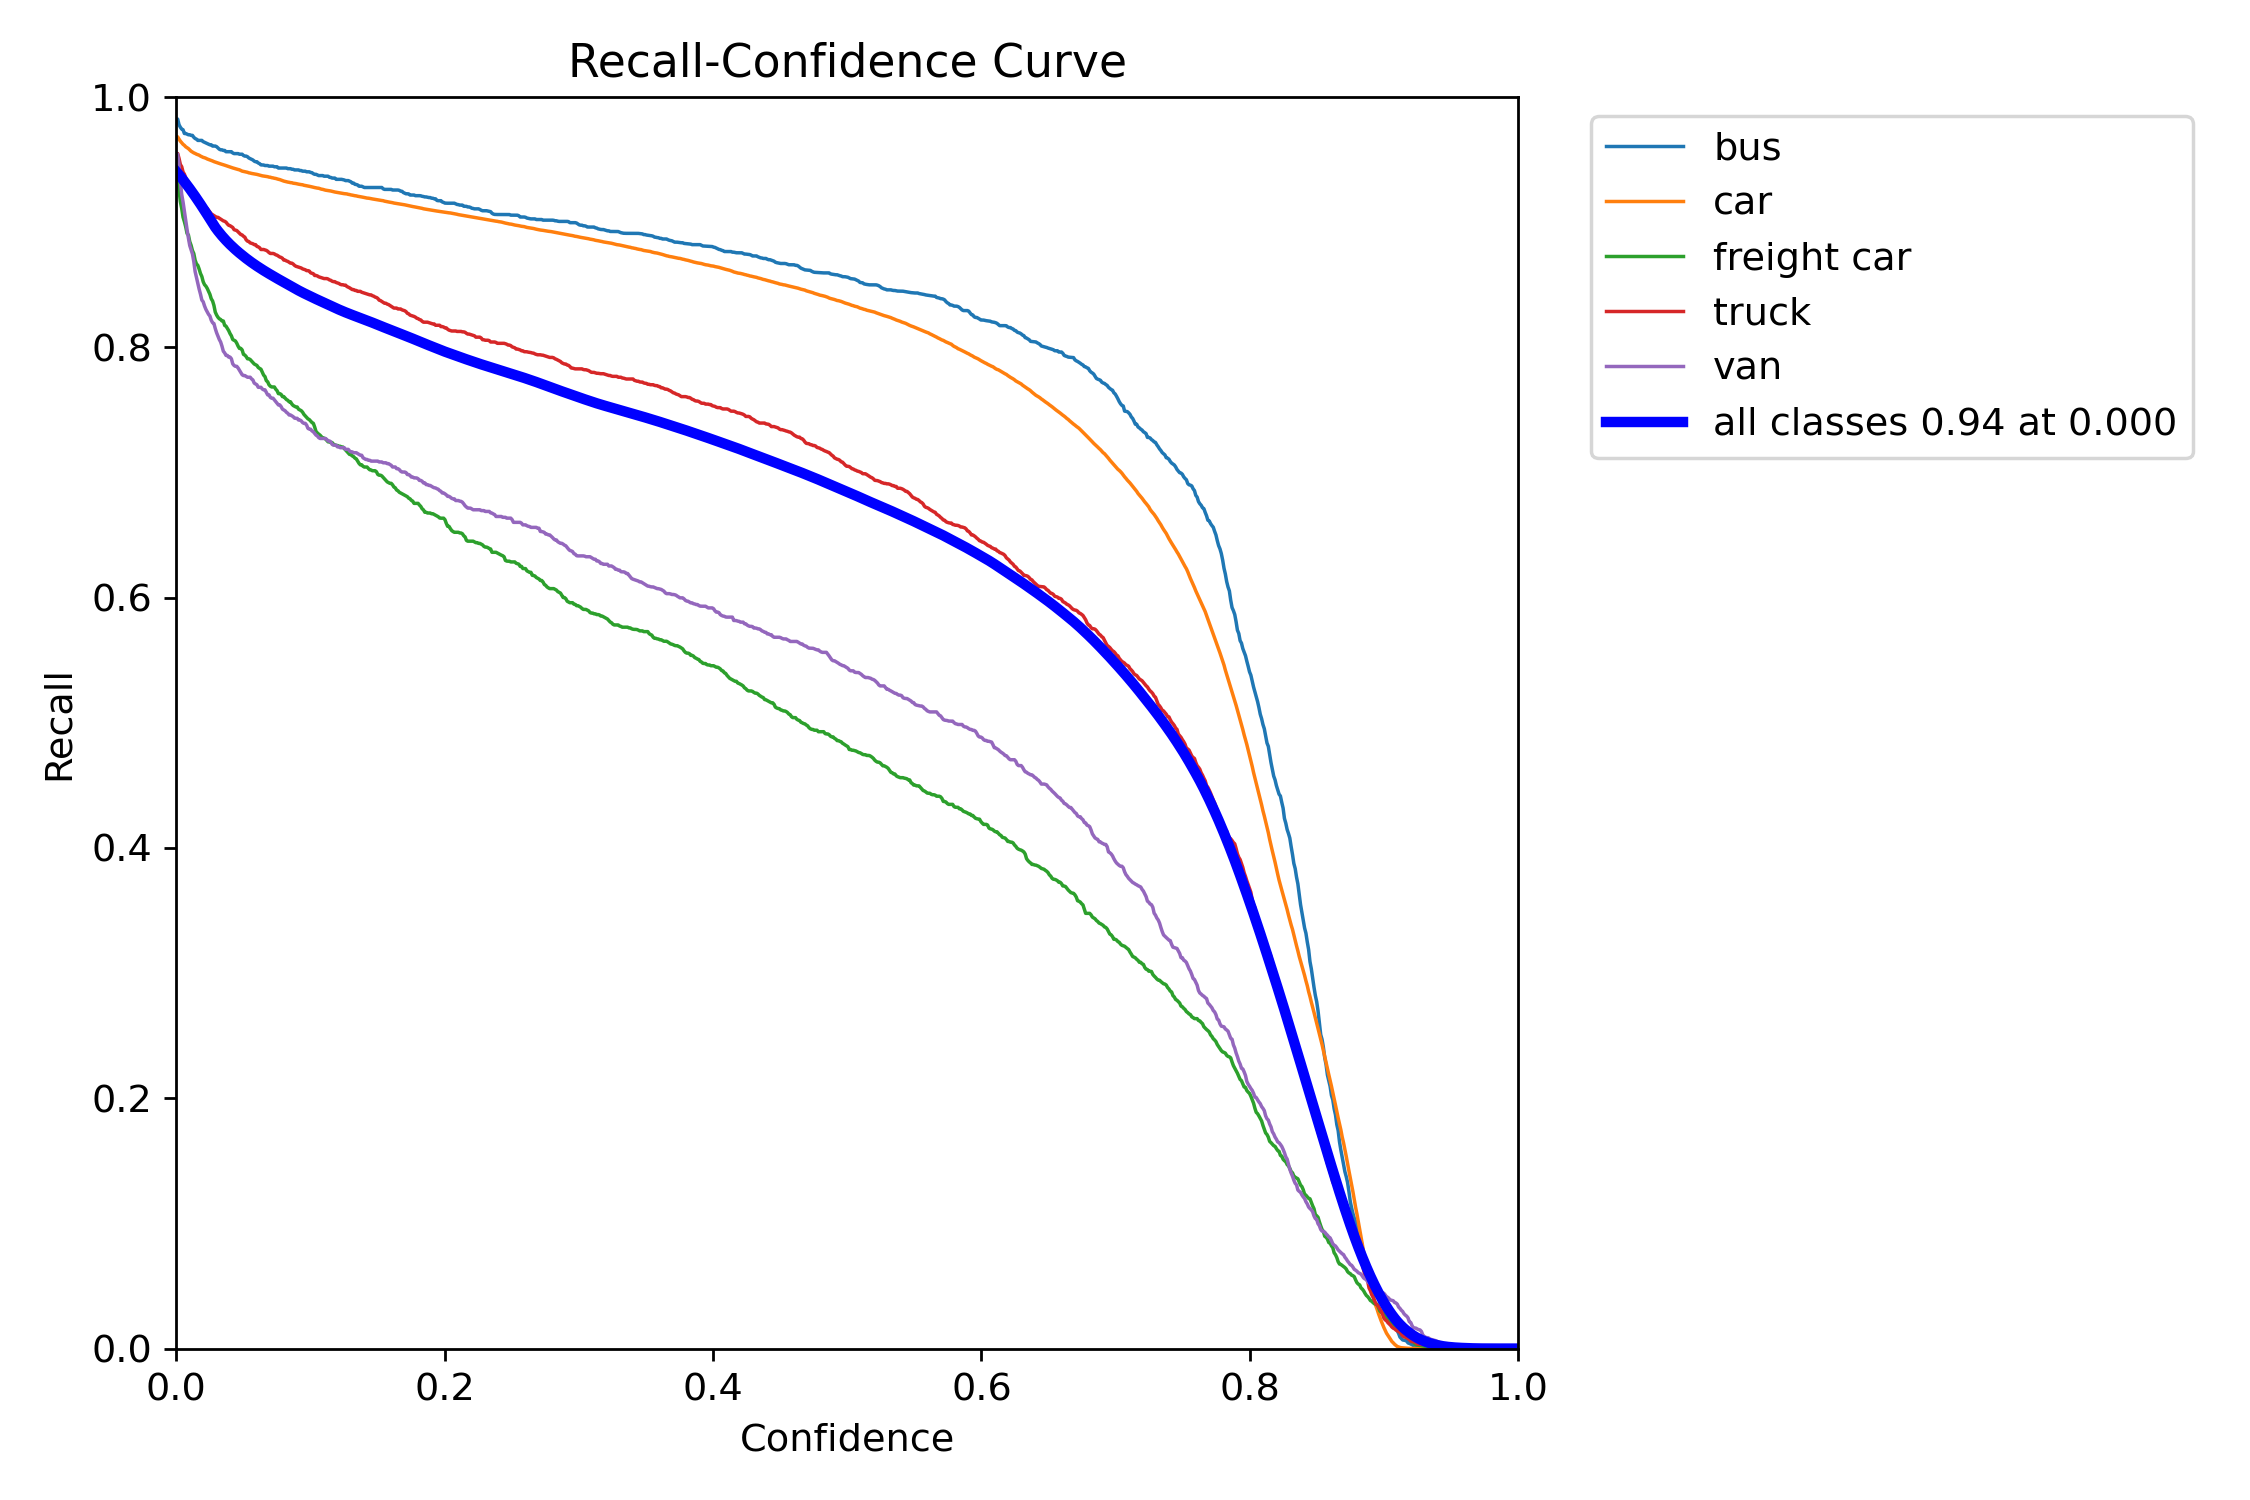 Recall-Confidence Curve
1.0
0.8
0.6
0.4
0.2
0.0
Recall
0.0 0.2 0.4 0.6 0.8 1.0
Confidence
bus
car
freight car
truck
van
all classes 0.94 at 0.000